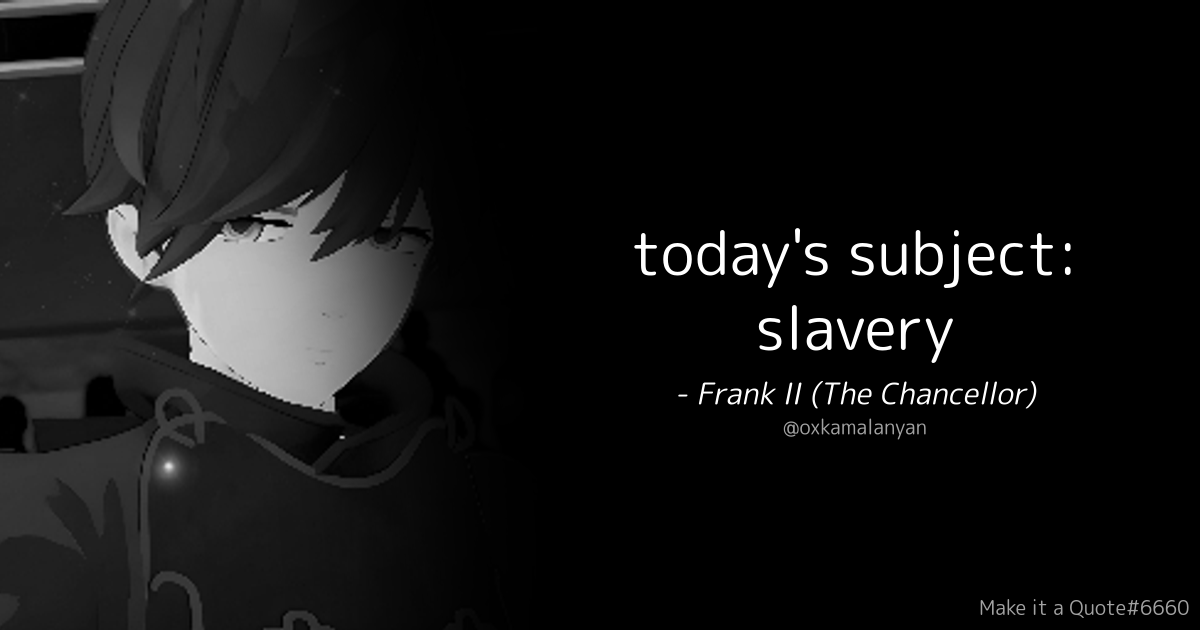 today's subject:
slavery
- Frank II (The Chancellor)
@oxkamalanyan
Make it a Quote#6660